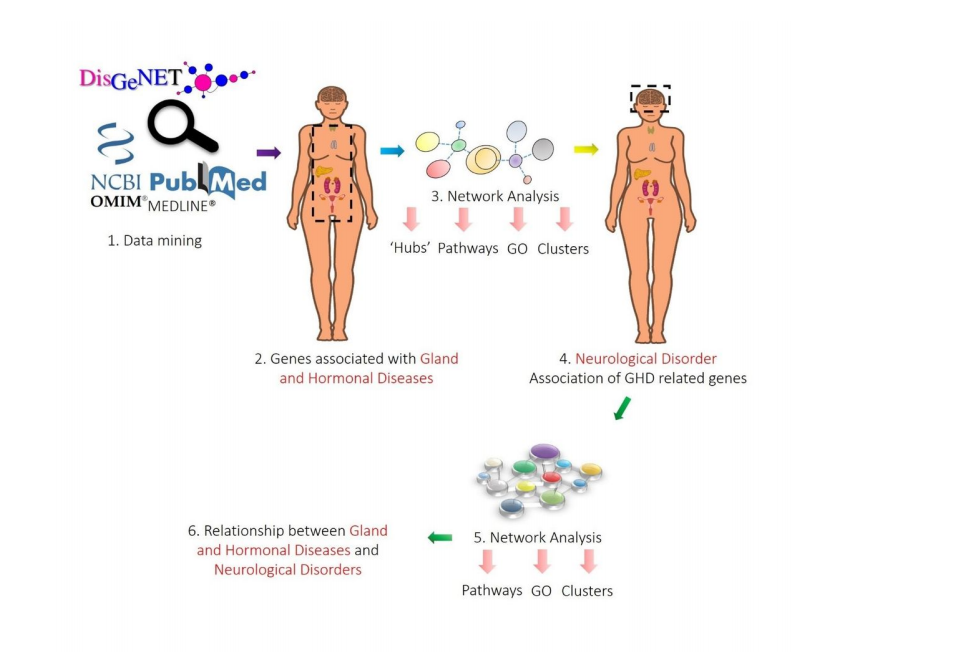 DisGeNET
NCBI PubMed
OMIM® MEDLINE®
1. Data mining
2. Genes associated with Gland
and Hormonal Diseases
3. Network Analysis
‘Hubs’ Pathways GO Clusters
4. Neurological Disorder
Association of GHD related genes
5. Network Analysis
Pathways GO Clusters
6. Relationship between Gland
and Hormonal Diseases and
Neurological Disorders